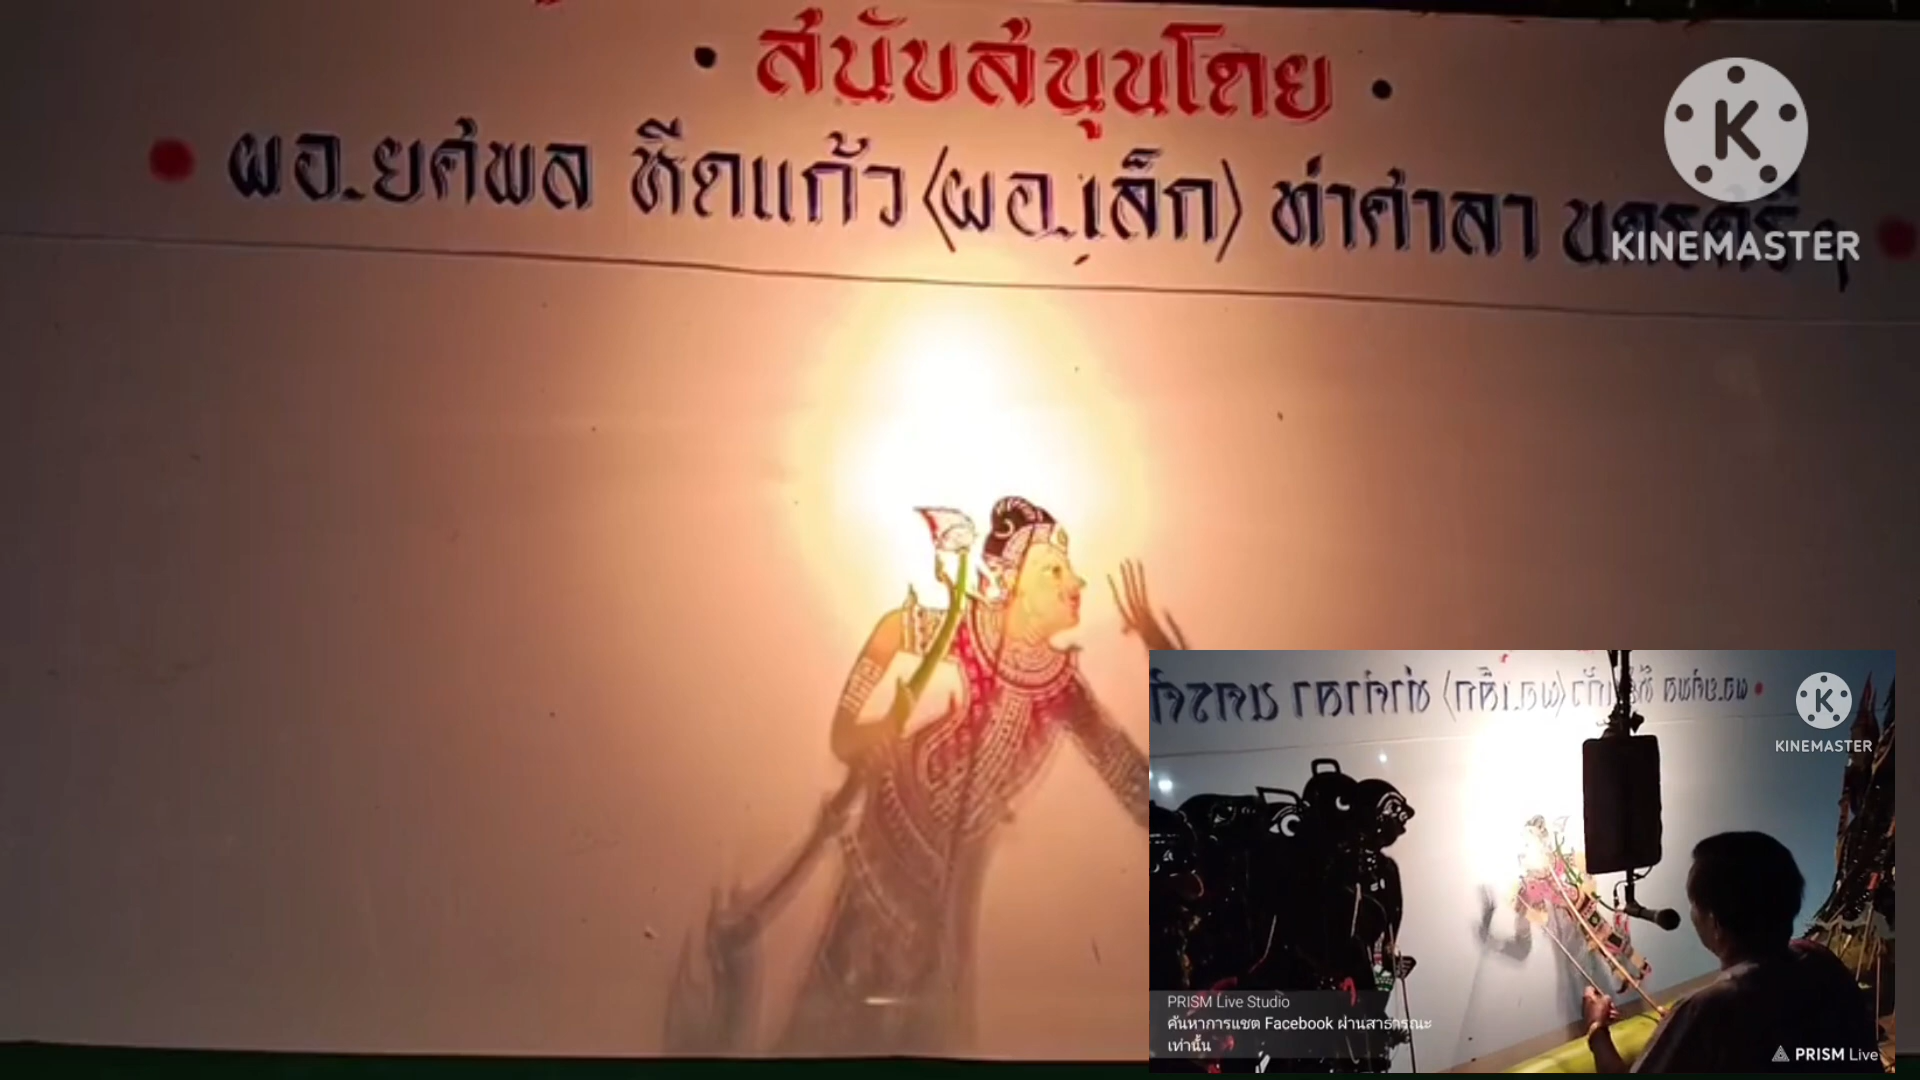 • สนับสนุนโดย •
• ผอ.ยศพล หีดแก้ว (ผอ.เล็ก) ท่าศาลา นครศรีฯ
KINEMASTER
KINEMASTER
PRISM Live Studio
ค้นหาการแชต Facebook ผ่านสาธารณะ
เท่านั้น
PRISM Live